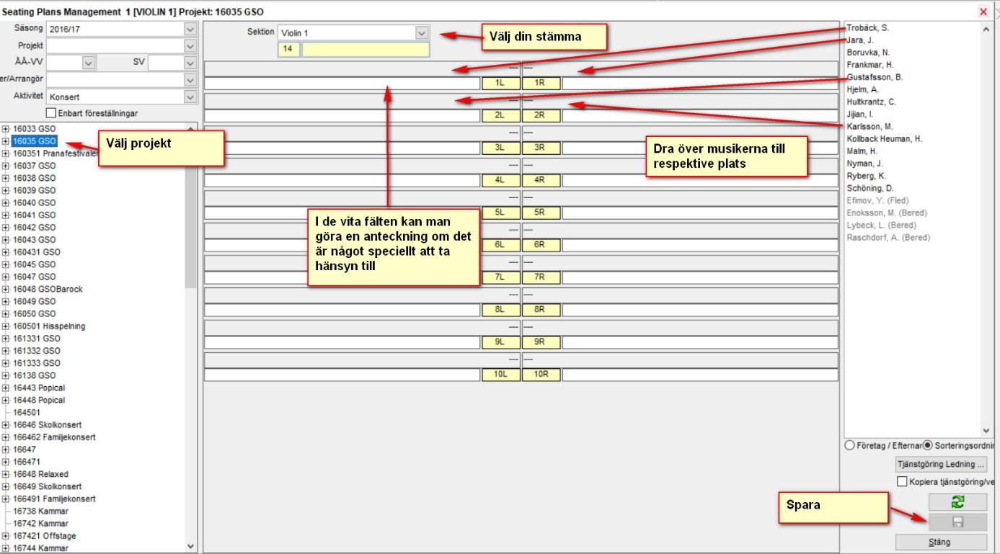 Seating Plans Management 1 [VIOLIN 1] Projekt: 16035 GSO
Säsong 2016/17
Projekt
ÅÅ-VV SV
er/Arrangör
Aktivitet Konsert
Enbart föreställningar
16033 GSO
16035 GSO
160351 Pranafestivalen
16037 GSO
16038 GSO
16039 GSO
16040 GSO
16041 GSO
16042 GSO
16043 GSO
160431 GSO
16045 GSO
16047 GSO
16048 GSOBarock
16049 GSO
16050 GSO
160501 Hisspelning
161331 GSO
161332 GSO
161333 GSO
16138 GSO
16443 Popical
16448 Popical
164501
16646 Skolkonsert
166462 Familjekonsert
16647
166471
16648 Relaxed
16649 Skolkonsert
166491 Familjekonsert
16738 Kammar
16742 Kammar
167421 Offstage
16744 Kammar
Välj projekt
Sektion Violin 1
14
Välj din stämma
--- ---
1L 1R
--- ---
2L 2R
--- ---
3L 3R
--- ---
4L 4R
--- ---
5L 5R
--- ---
6L 6R
--- ---
7L 7R
--- ---
8L 8R
--- ---
9L 9R
--- ---
10L 10R
I de vita fälten kan man
göra en anteckning om det
är något speciellt att ta
hänsyn till
Dra över musikerna till
respektive plats
Trobäck, S.
Jara, J.
Boruvka, N.
Frankmar, H.
Gustafsson, B.
Hjelm, A.
Hultkrantz, C.
Jijian, I.
Karlsson, M.
Kollback Heuman, H.
Malm, H.
Nyman, J.
Ryberg, K.
Schöning, D.
Efimov, Y. (Fled)
Enoksson, M. (Bered)
Lybeck, L. (Bered)
Raschdorf, A. (Bered)
Företag / Efternar Sorteringsordnin
Tjänstgöring Ledning ...
Kopiera tjänstgöring/ve
Spara
Stäng